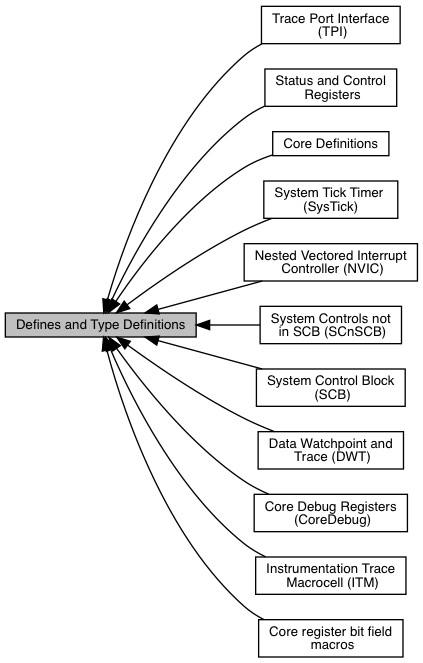 Trace Port Interface
(TPI)
Status and Control
Registers
Core Definitions
System Tick Timer
(SysTick)
Nested Vectored Interrupt
Controller (NVIC)
Defines and Type Definitions
System Controls not
in SCB (SCnSCB)
System Control Block
(SCB)
Data Watchpoint and
Trace (DWT)
Core Debug Registers
(CoreDebug)
Instrumentation Trace
Macrocell (ITM)
Core register bit field
macros